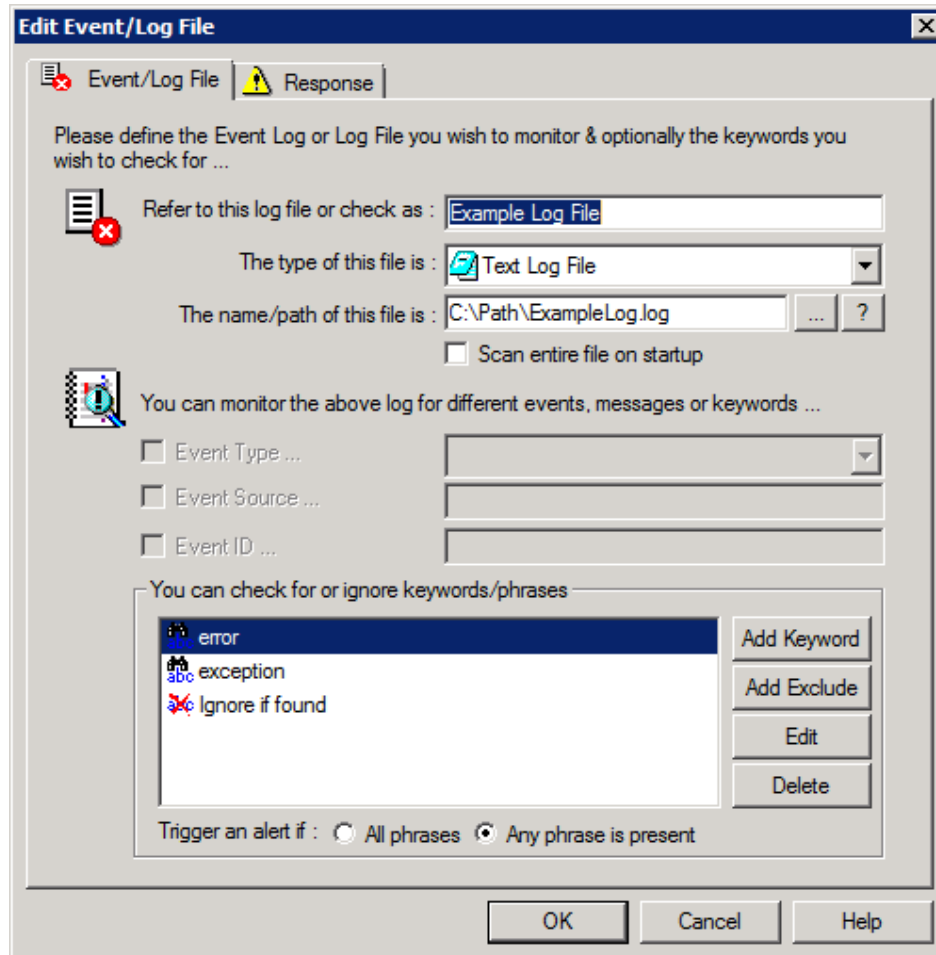 Edit Event/Log File
Event/Log File
Response
Please define the Event Log or Log File you wish to monitor & optionally the keywords you
wish to check for ...
Refer to this log file or check as : Example Log File
The type of this file is : Text Log File
The name/path of this file is : C:\Path\ExampleLog.log ... ?
Scan entire file on startup
You can monitor the above log for different events, messages or keywords ...
Event Type ...
Event Source ...
Event ID ...
You can check for or ignore keywords/phrases
abc error
abc exception
abc Ignore if found
Add Keyword
Add Exclude
Edit
Delete
Trigger an alert if : All phrases Any phrase is present
OK Cancel Help